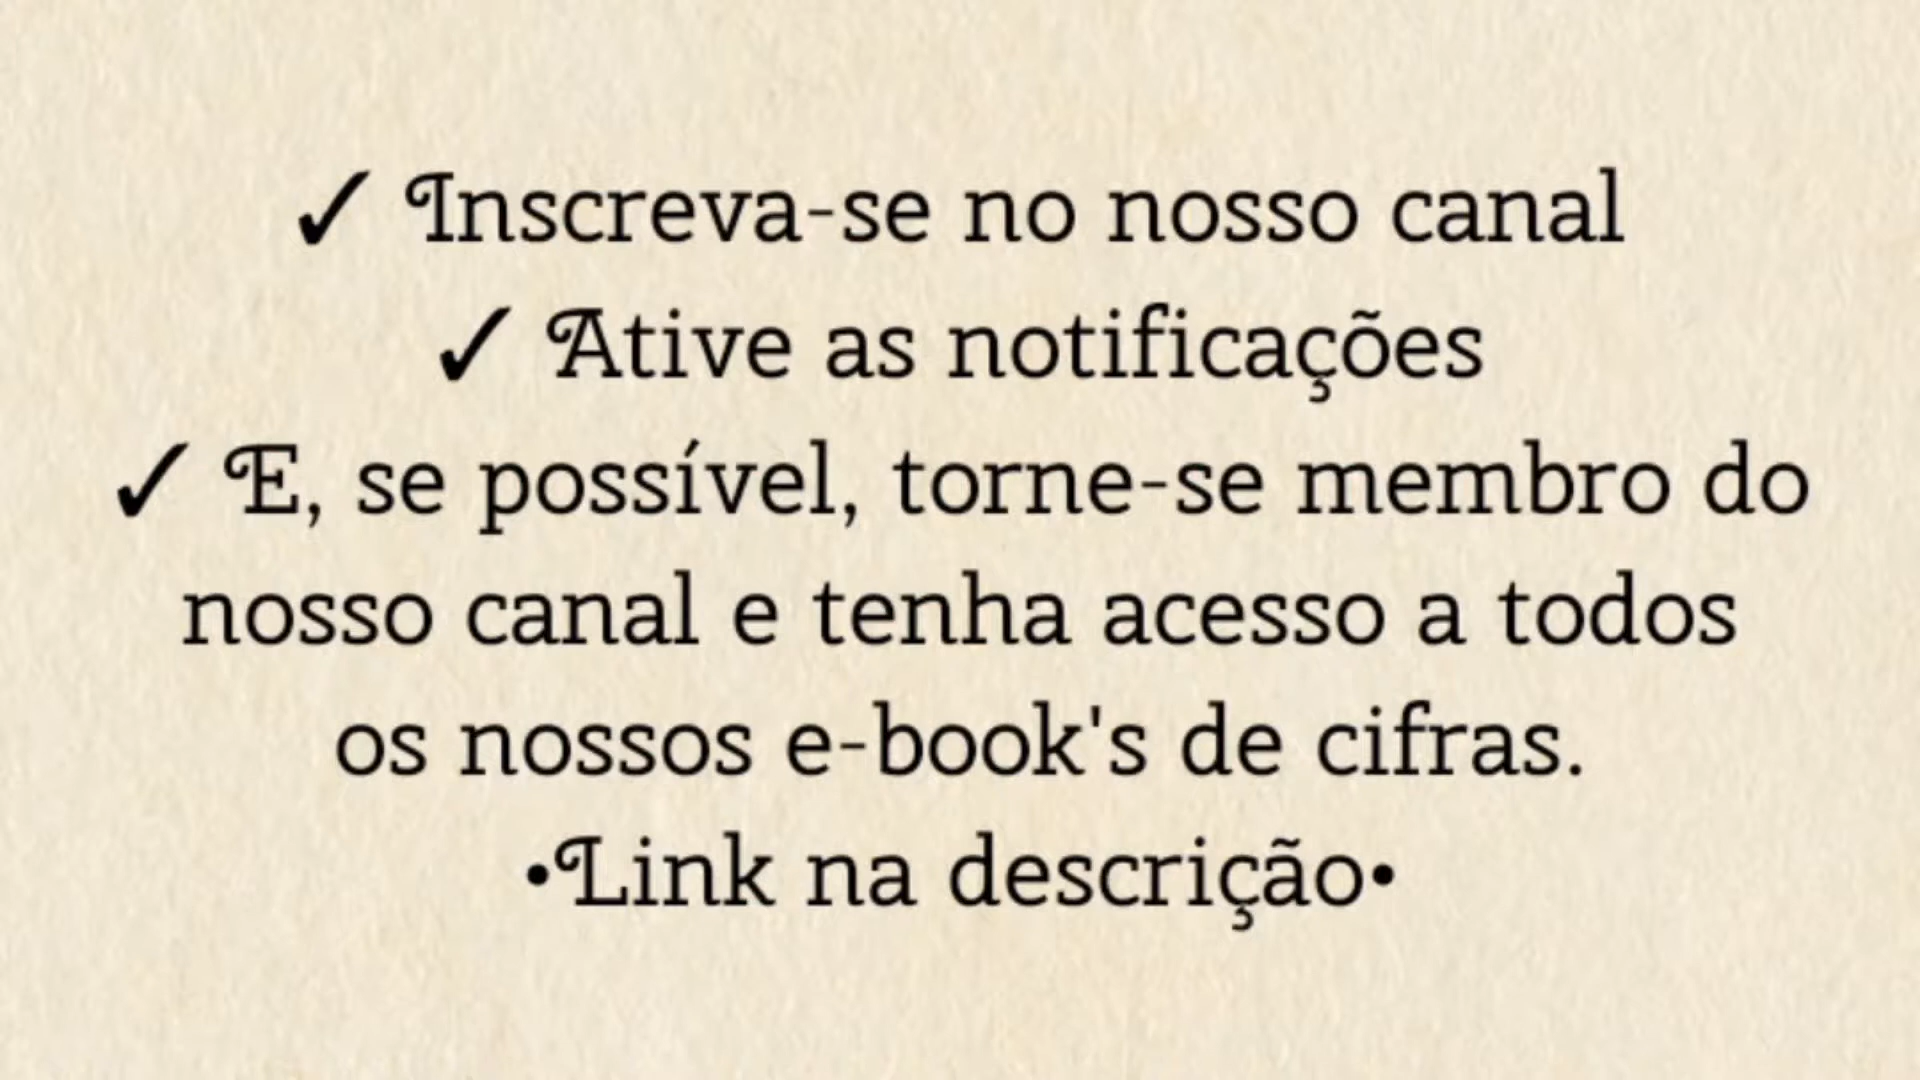 ✓ Inscreva-se no nosso canal
✓ Ative as notificações
✓ E, se possível, torne-se membro do
nosso canal e tenha acesso a todos
os nossos e-book's de cifras.
•Link na descrição•